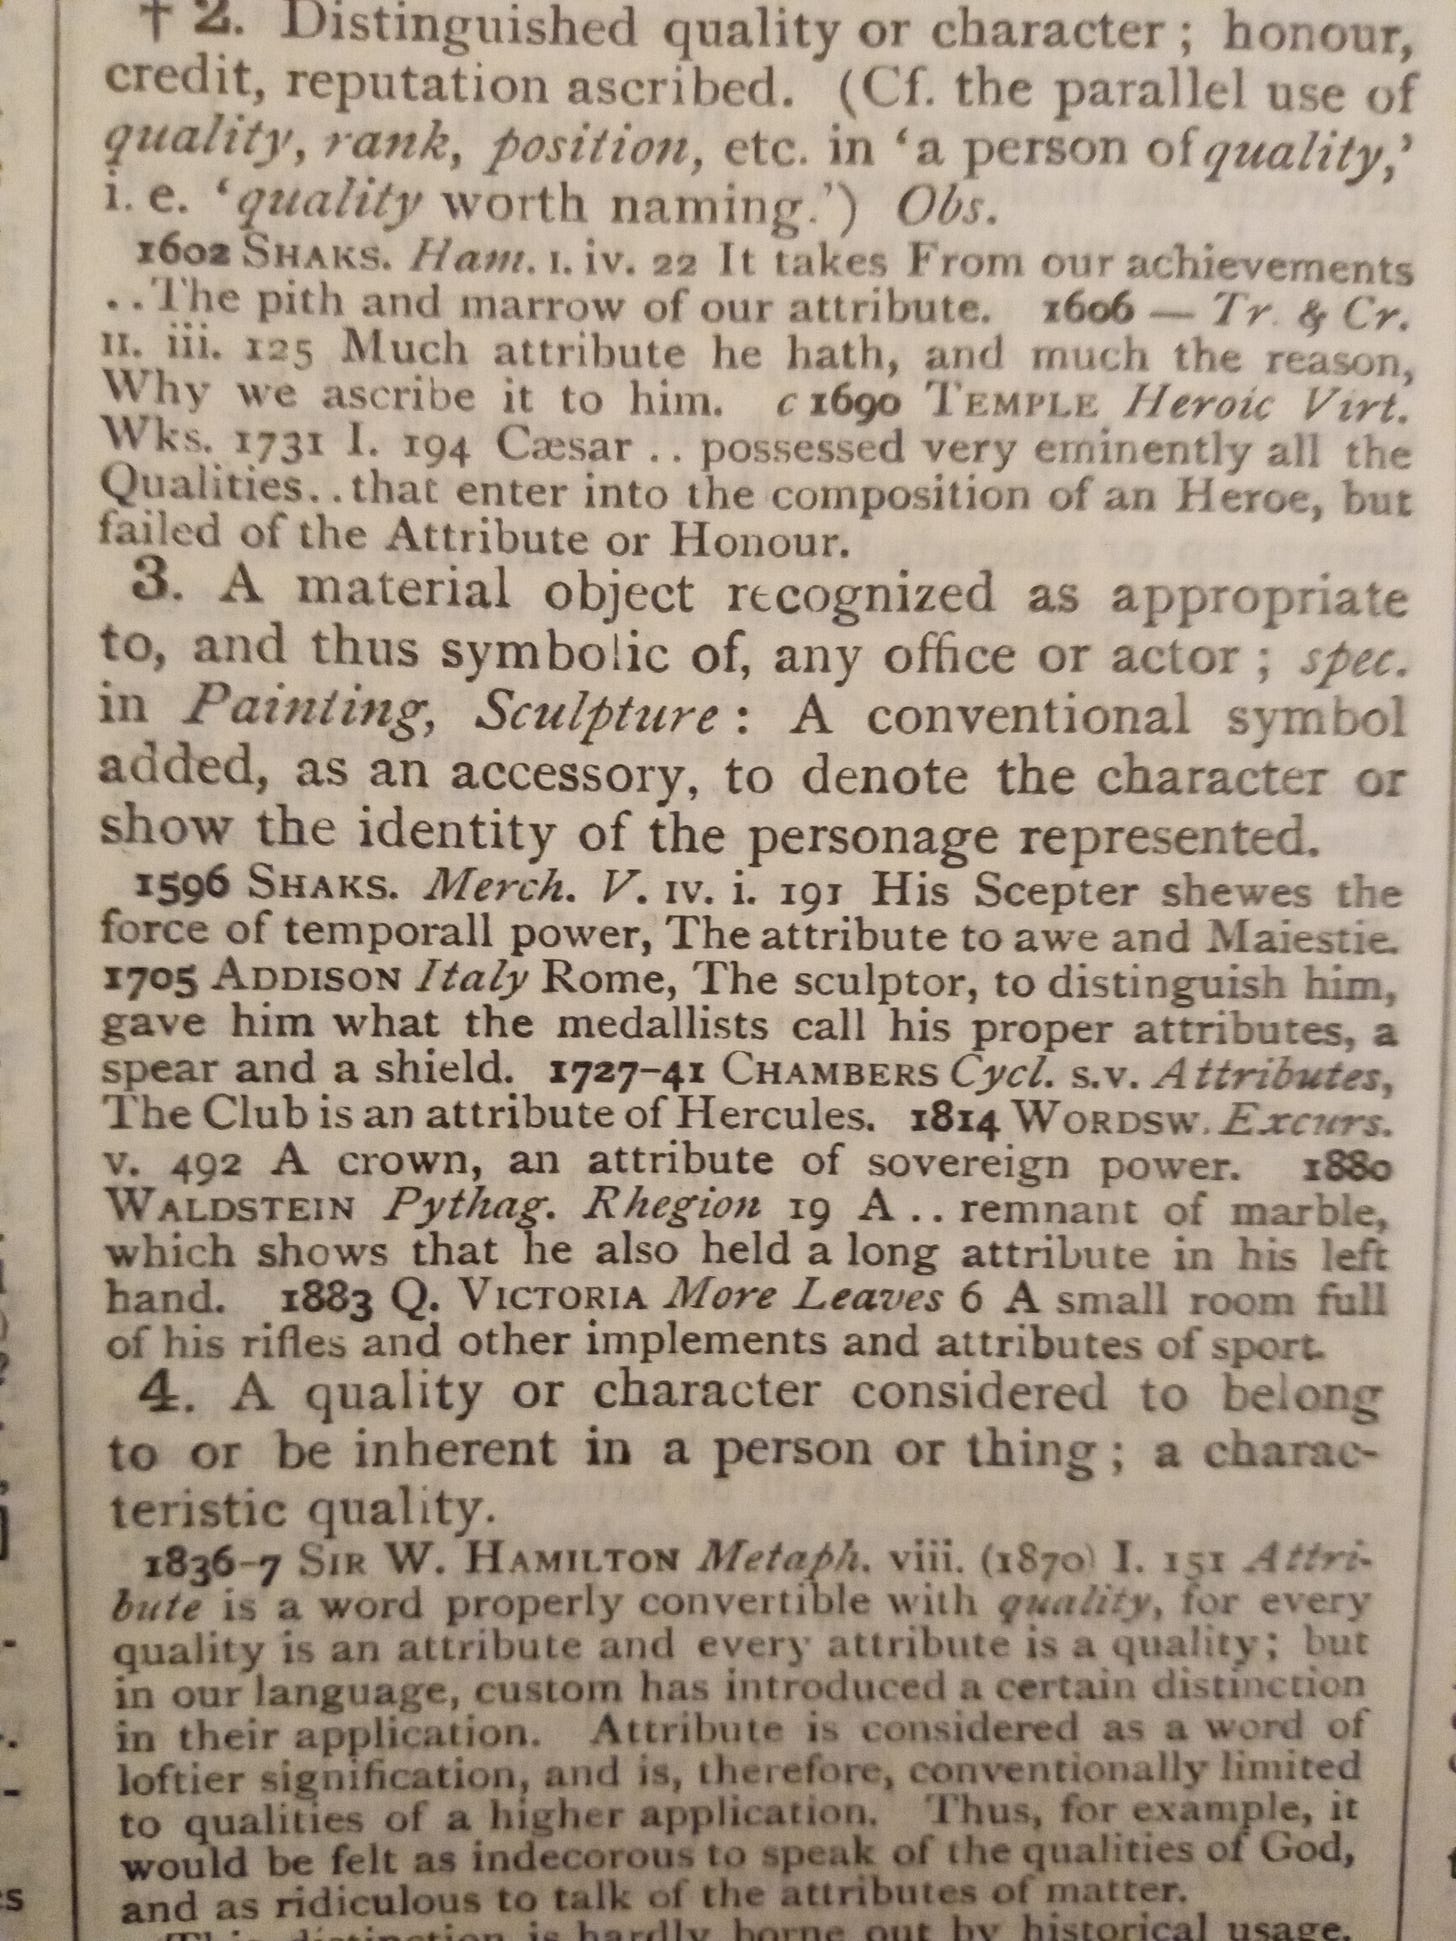 † 2. Distinguished quality or character ; honour,
credit, reputation ascribed. (Cf. the parallel use of
quality, rank, position, etc. in ‘a person of quality,’
i. e. ‘quality worth naming.’) Obs.
1602 SHAKS. Ham. I. iv. 22 It takes From our achievements
..The pith and marrow of our attribute. 1606 — Tr. & Cr.
II. iii. 125 Much attribute he hath, and much the reason,
Why we ascribe it to him. c 1690 TEMPLE Heroic Virt.
Wks. 1731 I. 194 Cæsar .. possessed very eminently all the
Qualities..that enter into the composition of an Heroe, but
failed of the Attribute or Honour.
3. A material object recognized as appropriate
to, and thus symbolic of, any office or actor ; spec.
in Painting, Sculpture : A conventional symbol
added, as an accessory, to denote the character or
show the identity of the personage represented.
1596 SHAKS. Merch. V. IV. i. 191 His Scepter shewes the
force of temporall power, The attribute to awe and Maiestie.
1705 ADDISON Italy Rome, The sculptor, to distinguish him,
gave him what the medallists call his proper attributes, a
spear and a shield. 1727–41 CHAMBERS Cycl. s.v. Attributes,
The Club is an attribute of Hercules. 1814 WORDSW. Excurs.
V. 492 A crown, an attribute of sovereign power. 1880
WALDSTEIN Pythag. Rhegion 19 A .. remnant of marble,
which shows that he also held a long attribute in his left
hand. 1883 Q. VICTORIA More Leaves 6 A small room full
of his rifles and other implements and attributes of sport.
4. A quality or character considered to belong
to or be inherent in a person or thing ; a charac-
teristic quality.
1836–7 SIR W. HAMILTON Metaph. viii. (1870) I. 151 Attri-
bute is a word properly convertible with quality, for every
quality is an attribute and every attribute is a quality; but
in our language, custom has introduced a certain distinction
in their application. Attribute is considered as a word of
loftier signification, and is, therefore, conventionally limited
to qualities of a higher application. Thus, for example, it
would be felt as indecorous to speak of the qualities of God,
and as ridiculous to talk of the attributes of matter.
This distinction is hardly borne out by historical usage.